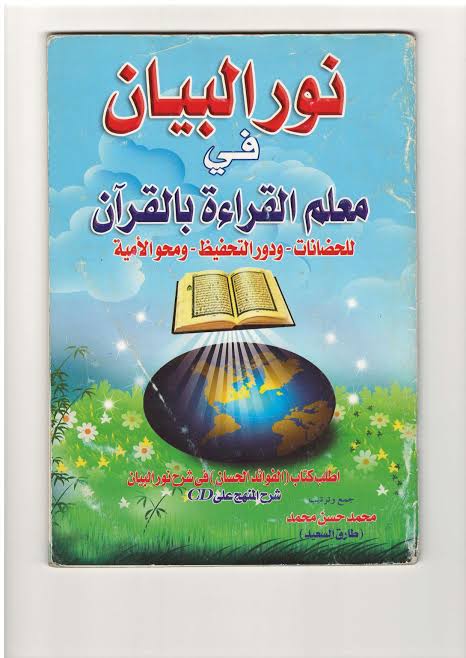 نور البيان
في
معلم القراءة بالقرآن
للحضانات - ودور التحفيظ - ومحو الأمية
اطلب كتاب (الفوائد الحسان) في شرح نور البيان
شرح المنهج على CD
جمع وترتيب
محمد حسن محمد
(طارق السعيد)